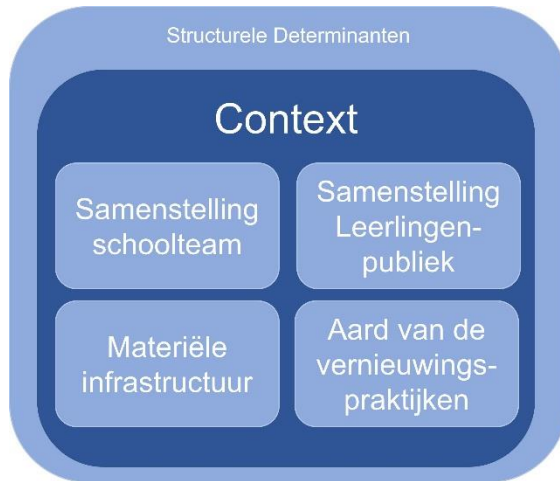 Structurele Determinanten
Context
Samenstelling
schoolteam
Samenstelling
Leerlingen-
publiek
Materiële
infrastructuur
Aard van de
vernieuwings-
praktijken